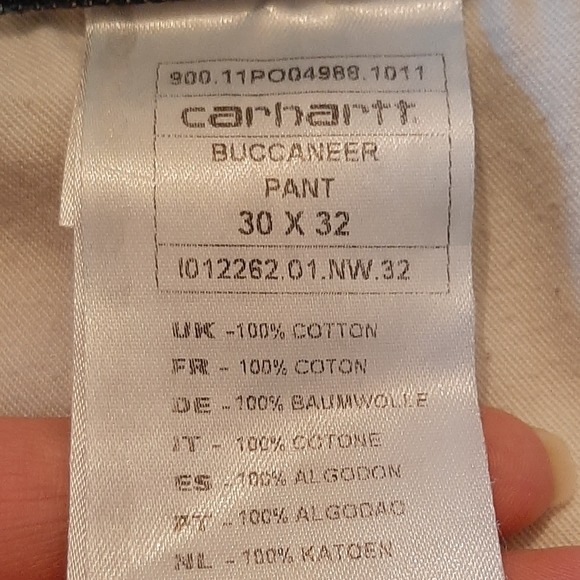 900.11PO04988.1011
carhartt
BUCCANEER
PANT
30 X 32
I012262.01.NW.32
UK -100% COTTON
FR - 100% COTON
DE -100% BAUMWOLLE
IT - 100% COTONE
ES -100% ALGODON
PT -100% ALGODAO
NL - 100% KATOEN